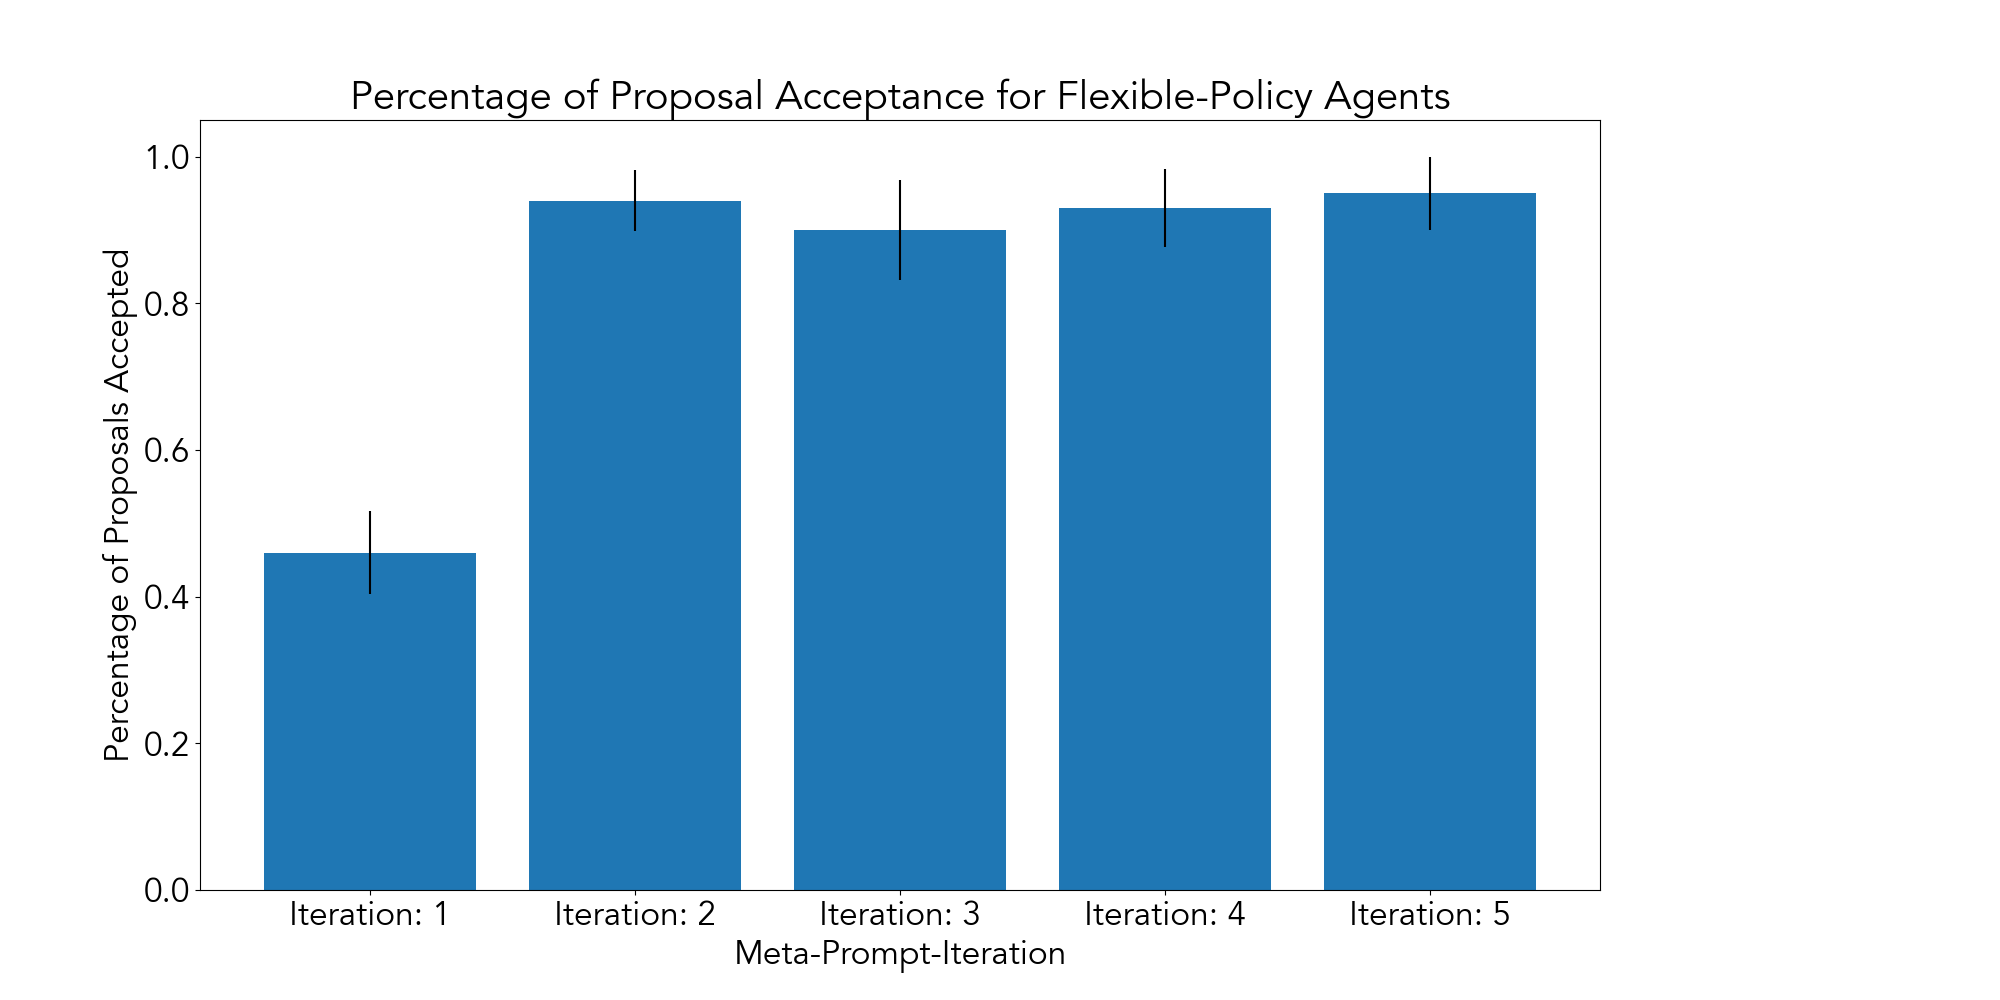 Percentage of Proposal Acceptance for Flexible-Policy Agents
Percentage of Proposals Accepted
1.0
0.8
0.6
0.4
0.2
0.0
Iteration: 1
Iteration: 2
Iteration: 3
Iteration: 4
Iteration: 5
Meta-Prompt-Iteration